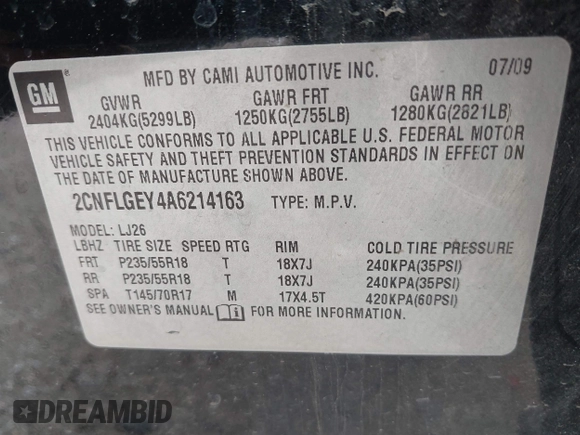 GM
MFD BY CAMI AUTOMOTIVE INC. 07/09
GVWR GAWR FRT GAWR RR
2404KG(5299LB) 1250KG(2755LB) 1280KG(2821LB)
THIS VEHICLE CONFORMS TO ALL APPLICABLE U.S. FEDERAL MOTOR
VEHICLE SAFETY AND THEFT PREVENTION STANDARDS IN EFFECT ON
THE DATE OF MANUFACTURE SHOWN ABOVE.
2CNFLGEY4A6214163 TYPE: M.P.V.
MODEL: LJ26
LBHZ TIRE SIZE SPEED RTG RIM COLD TIRE PRESSURE
FRT P235/55R18 T 18X7J 240KPA(35PSI)
RR P235/55R18 T 18X7J 240KPA(35PSI)
SPA T145/70R17 M 17X4.5T 420KPA(60PSI)
SEE OWNER'S MANUAL FOR MORE INFORMATION.
DREAMBID